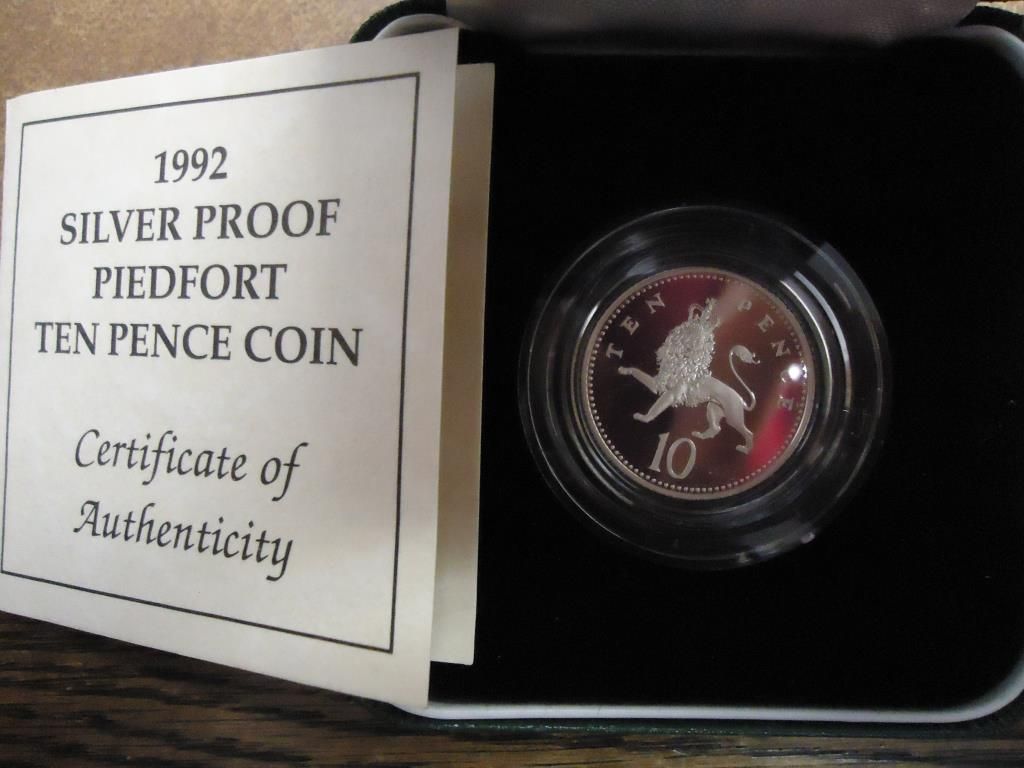 1992
SILVER PROOF
PIEDFORT
TEN PENCE COIN
Certificate of
Authenticity
TEN PENCE
10